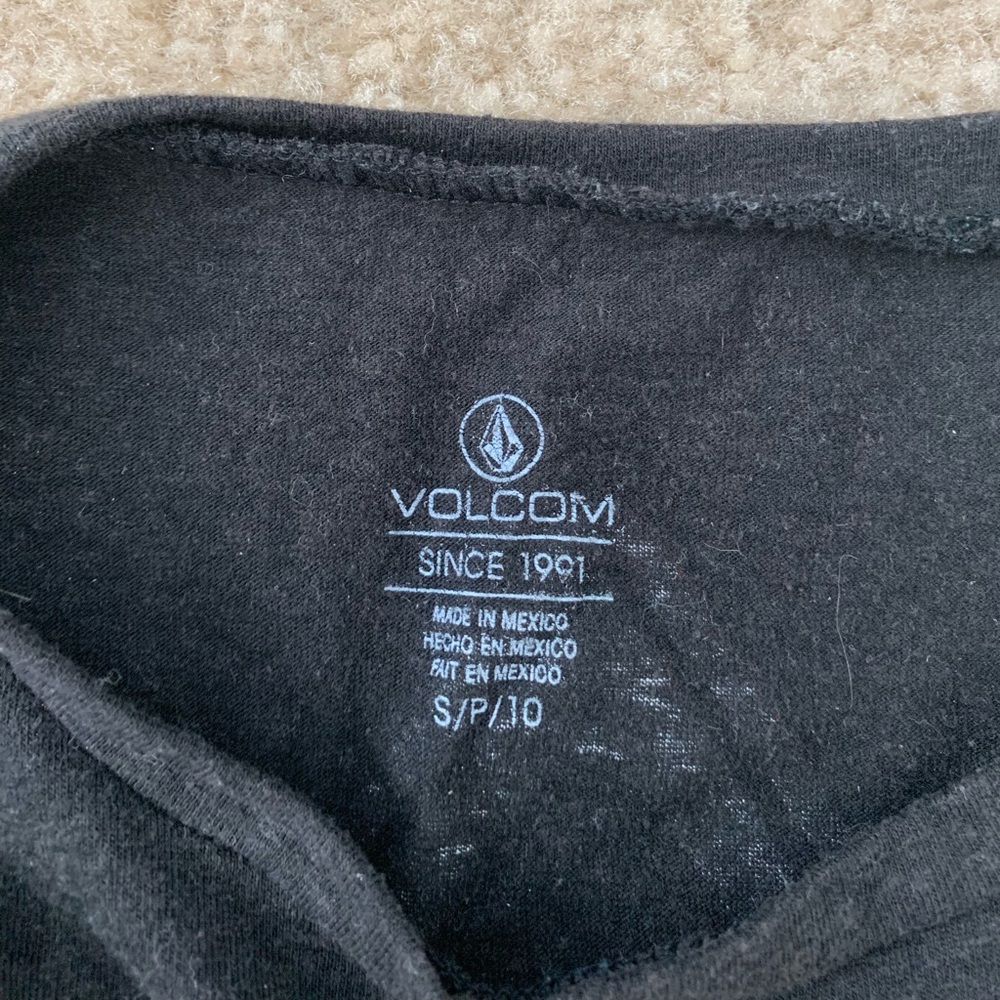 VOLCOM
SINCE 1991
MADE IN MEXICO
HECHO EN MEXICO
FAIT EN MEXICO
S/P/10